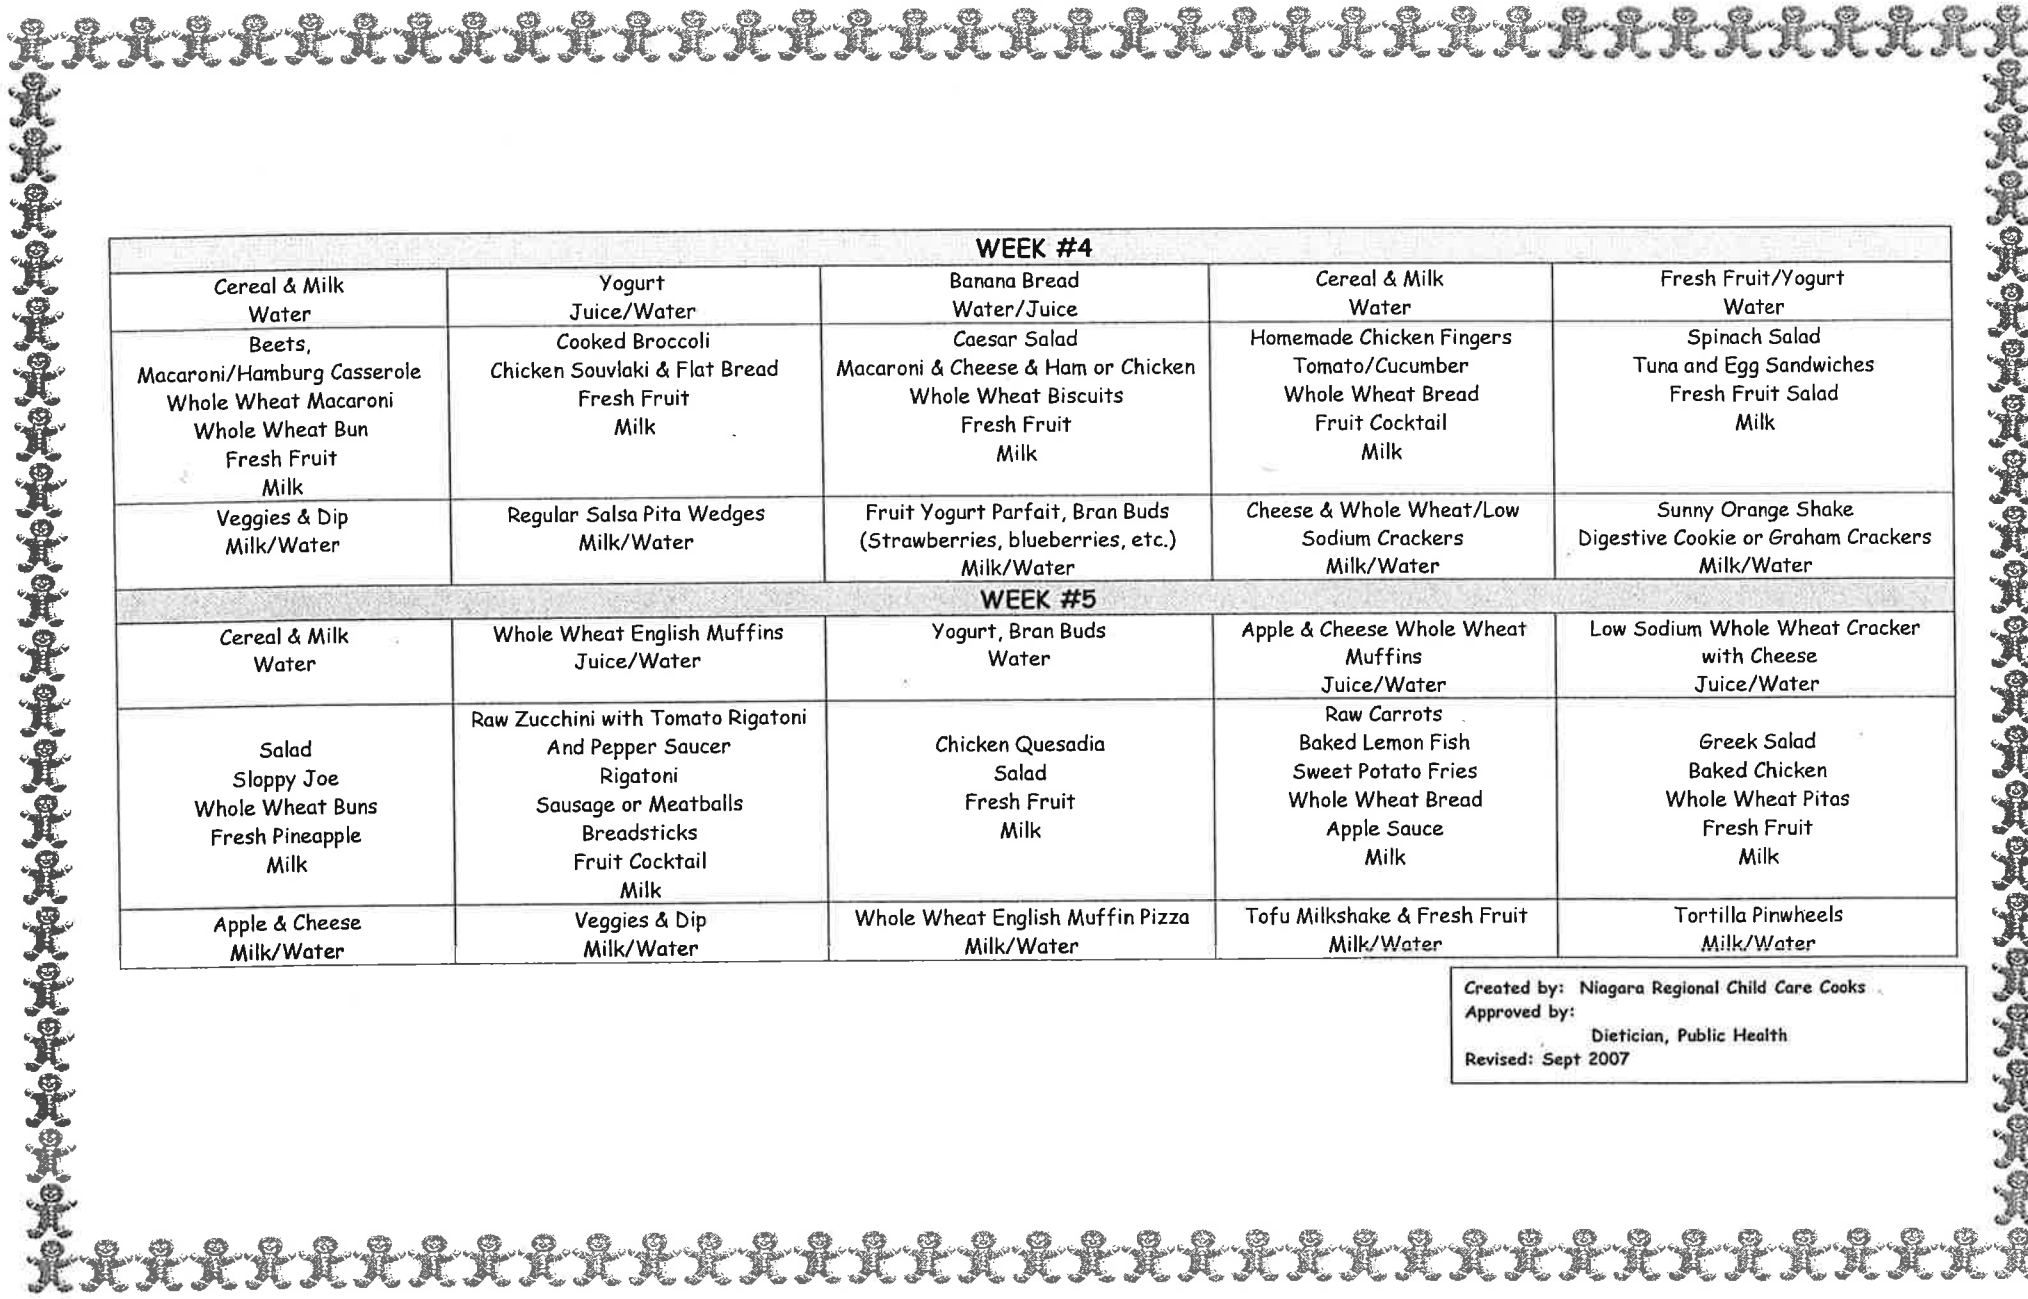 WEEK #4
Cereal & Milk
Water
Yogurt
Juice/Water
Banana Bread
Water/Juice
Cereal & Milk
Water
Fresh Fruit/Yogurt
Water
Beets,
Macaroni/Hamburg Casserole
Whole Wheat Macaroni
Whole Wheat Bun
Fresh Fruit
Milk
Cooked Broccoli
Chicken Souvlaki & Flat Bread
Fresh Fruit
Milk
Caesar Salad
Macaroni & Cheese & Ham or Chicken
Whole Wheat Biscuits
Fresh Fruit
Milk
Homemade Chicken Fingers
Tomato/Cucumber
Whole Wheat Bread
Fruit Cocktail
Milk
Spinach Salad
Tuna and Egg Sandwiches
Fresh Fruit Salad
Milk
Veggies & Dip
Milk/Water
Regular Salsa Pita Wedges
Milk/Water
Fruit Yogurt Parfait, Bran Buds
(Strawberries, blueberries, etc.)
Milk/Water
Cheese & Whole Wheat/Low
Sodium Crackers
Milk/Water
Sunny Orange Shake
Digestive Cookie or Graham Crackers
Milk/Water
WEEK #5
Cereal & Milk
Water
Whole Wheat English Muffins
Juice/Water
Yogurt, Bran Buds
Water
Apple & Cheese Whole Wheat
Muffins
Juice/Water
Low Sodium Whole Wheat Cracker
with Cheese
Juice/Water
Salad
Sloppy Joe
Whole Wheat Buns
Fresh Pineapple
Milk
Raw Zucchini with Tomato Rigatoni
And Pepper Saucer
Rigatoni
Sausage or Meatballs
Breadsticks
Fruit Cocktail
Milk
Chicken Quesadia
Salad
Fresh Fruit
Milk
Raw Carrots
Baked Lemon Fish
Sweet Potato Fries
Whole Wheat Bread
Apple Sauce
Milk
Greek Salad
Baked Chicken
Whole Wheat Pitas
Fresh Fruit
Milk
Apple & Cheese
Milk/Water
Veggies & Dip
Milk/Water
Whole Wheat English Muffin Pizza
Milk/Water
Tofu Milkshake & Fresh Fruit
Milk/Water
Tortilla Pinwheels
Milk/Water
Created by: Niagara Regional Child Care Cooks
Approved by:
Dietician, Public Health
Revised: Sept 2007